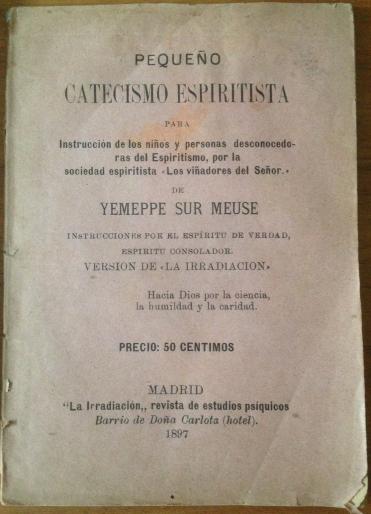 PEQUEÑO
CATECISMO ESPIRITISTA
PARA
Instrucción de los niños y personas desconocedo-
ras del Espiritismo, por la
sociedad espiritista «Los viñadores del Señor.»
DE
YEMEPPE SUR MEUSE
INSTRUCCIONES POR EL ESPÍRITU DE VERDAD,
ESPIRITU CONSOLADOR.
VERSION DE «LA IRRADIACION»
Hacia Dios por la ciencia,
la humildad y la caridad.
PRECIO: 50 CENTIMOS
MADRID
"La Irradiación,, revista de estudios psíquicos
Barrio de Doña Carlota (hotel).
1897